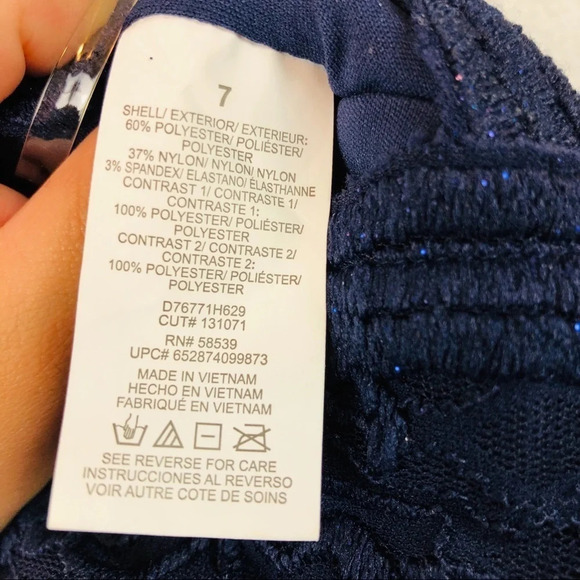 7
SHELL/ EXTERIOR/ EXTERIEUR:
60% POLYESTER/ POLIÉSTER/
POLYESTER
37% NYLON/ NYLON/ NYLON
3% SPANDEX/ ELASTANO/ ÉLASTHANNE
CONTRAST 1/ CONTRASTE 1/
CONTRASTE 1:
100% POLYESTER/ POLIÉSTER/
POLYESTER
CONTRAST 2/ CONTRASTE 2/
CONTRASTE 2:
100% POLYESTER/ POLIÉSTER/
POLYESTER
D76771H629
CUT# 131071
RN# 58539
UPC# 652874099873
MADE IN VIETNAM
HECHO EN VIETNAM
FABRIQUÉ EN VIETNAM
SEE REVERSE FOR CARE
INSTRUCCIONES AL REVERSO
VOIR AUTRE COTE DE SOINS